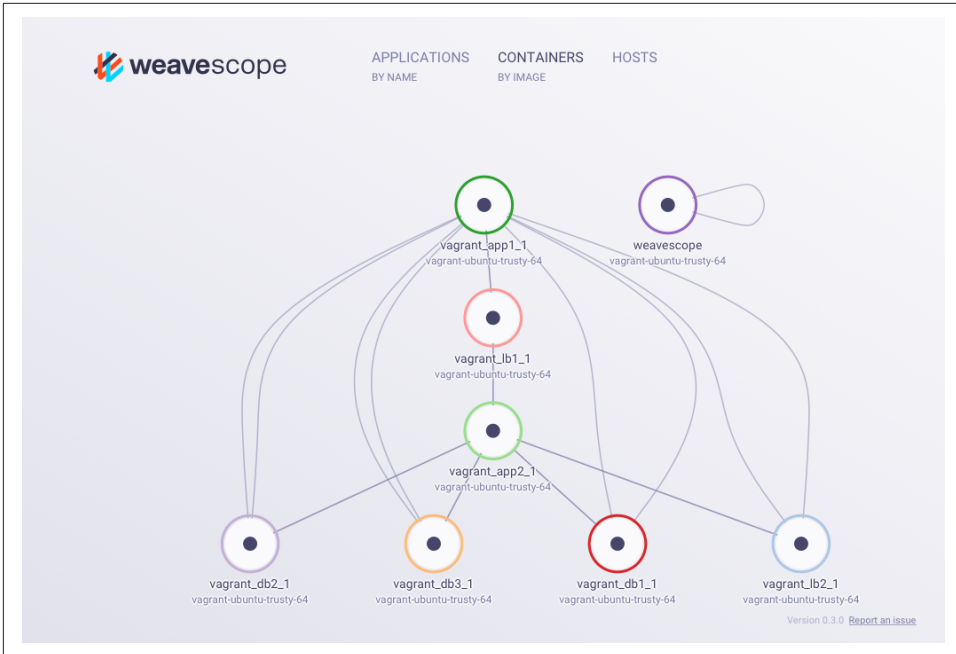 weavescope
APPLICATIONS CONTAINERS HOSTS
BY NAME BY IMAGE
vagrant_app1_1
vagrant-ubuntu-trusty-64
weavescope
vagrant-ubuntu-trusty-64
vagrant_lb1_1
vagrant-ubuntu-trusty-64
vagrant_app2_1
vagrant-ubuntu-trusty-64
vagrant_db2_1
vagrant-ubuntu-trusty-64
vagrant_db3_1
vagrant-ubuntu-trusty-64
vagrant_db1_1
vagrant-ubuntu-trusty-64
vagrant_lb2_1
vagrant-ubuntu-trusty-64
Version 0.3.0 Report an issue